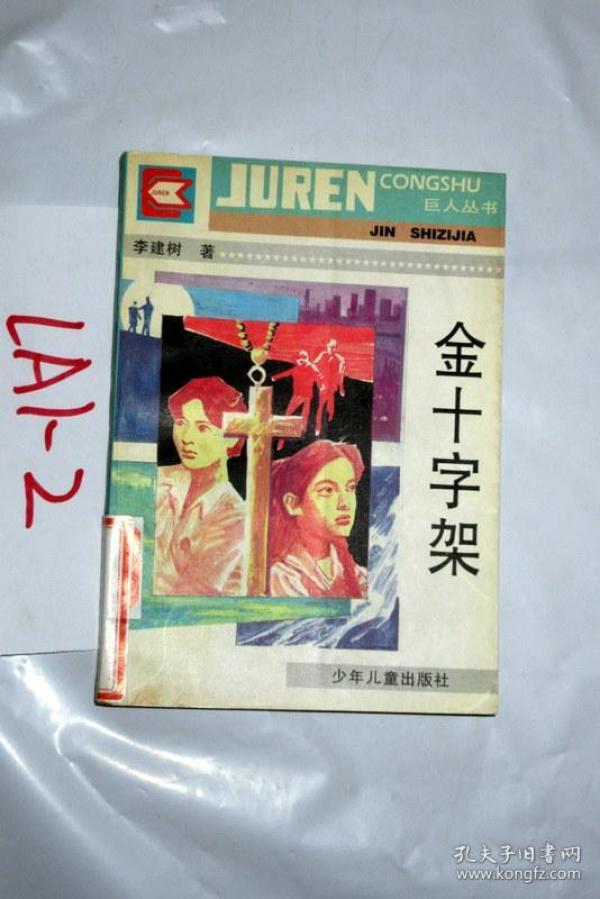 JUREN
JUREN CONGSHU
巨人丛书
JIN SHIZIJIA
李建树 著
金十字架
少年儿童出版社
LA1-2
孔夫子旧书网
www.kongfz.com